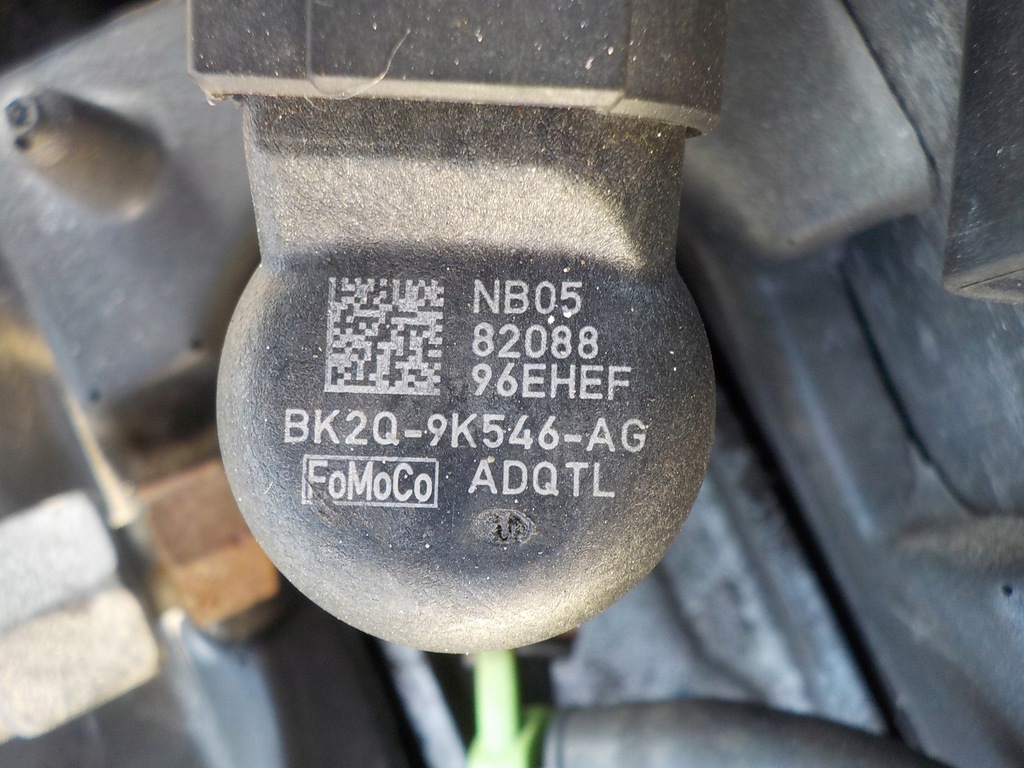 NB05
82088
96EHEF
BK2Q-9K546-AG
FoMoCo ADQTL